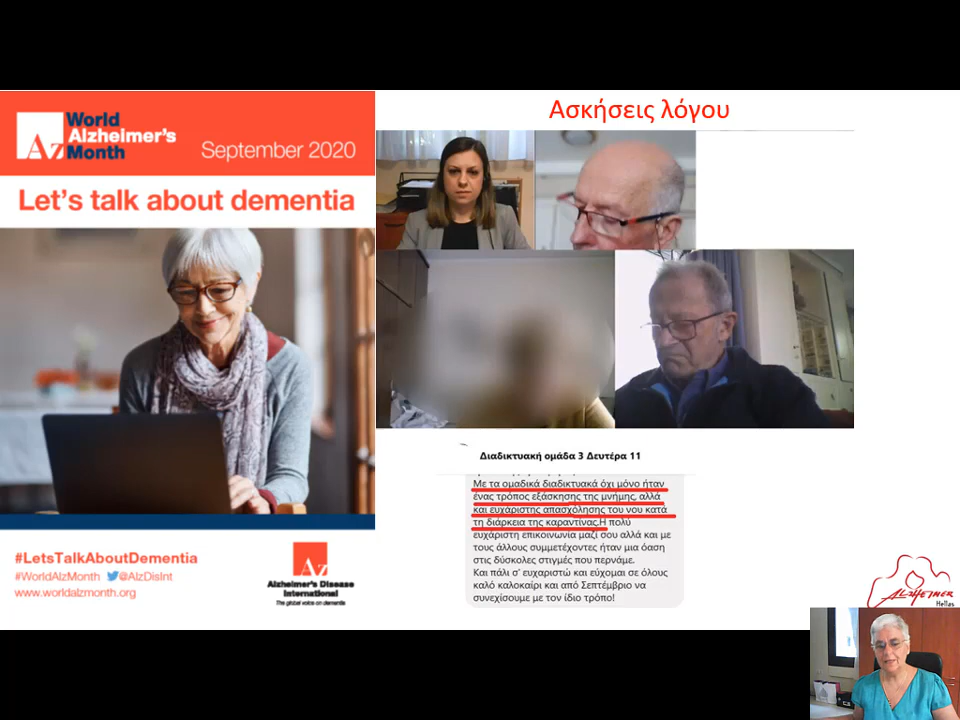 World
Alzheimer's
Month
September 2020
Let's talk about dementia
#LetsTalkAboutDementia
#WorldAlzMonth @AlzDisInt
www.worldalzmonth.org
Alzheimer's Disease
International
The global voice on dementia
Ασκήσεις λόγου
Διαδικτυακή ομάδα 3 Δευτέρα 11
Με τα ομαδικά διαδικτυακά όχι μόνο ήταν
ένας τρόπος εξάσκησης της μνήμης, αλλά
και ευχάριστης απασχόλησης του νου κατά
τη διάρκεια της καραντίνας.Η πολύ
ευχάριστη επικοινωνία μαζί σου αλλά και με
τους άλλους συμμετέχοντες ήταν μια όαση
στις δύσκολες στιγμές που περνάμε.
Και πάλι σ' ευχαριστώ και εύχομαι σε όλους
καλό καλοκαίρι και από Σεπτέμβριο να
συνεχίσουμε με τον ίδιο τρόπο!
ALZHEIMER
Hellas